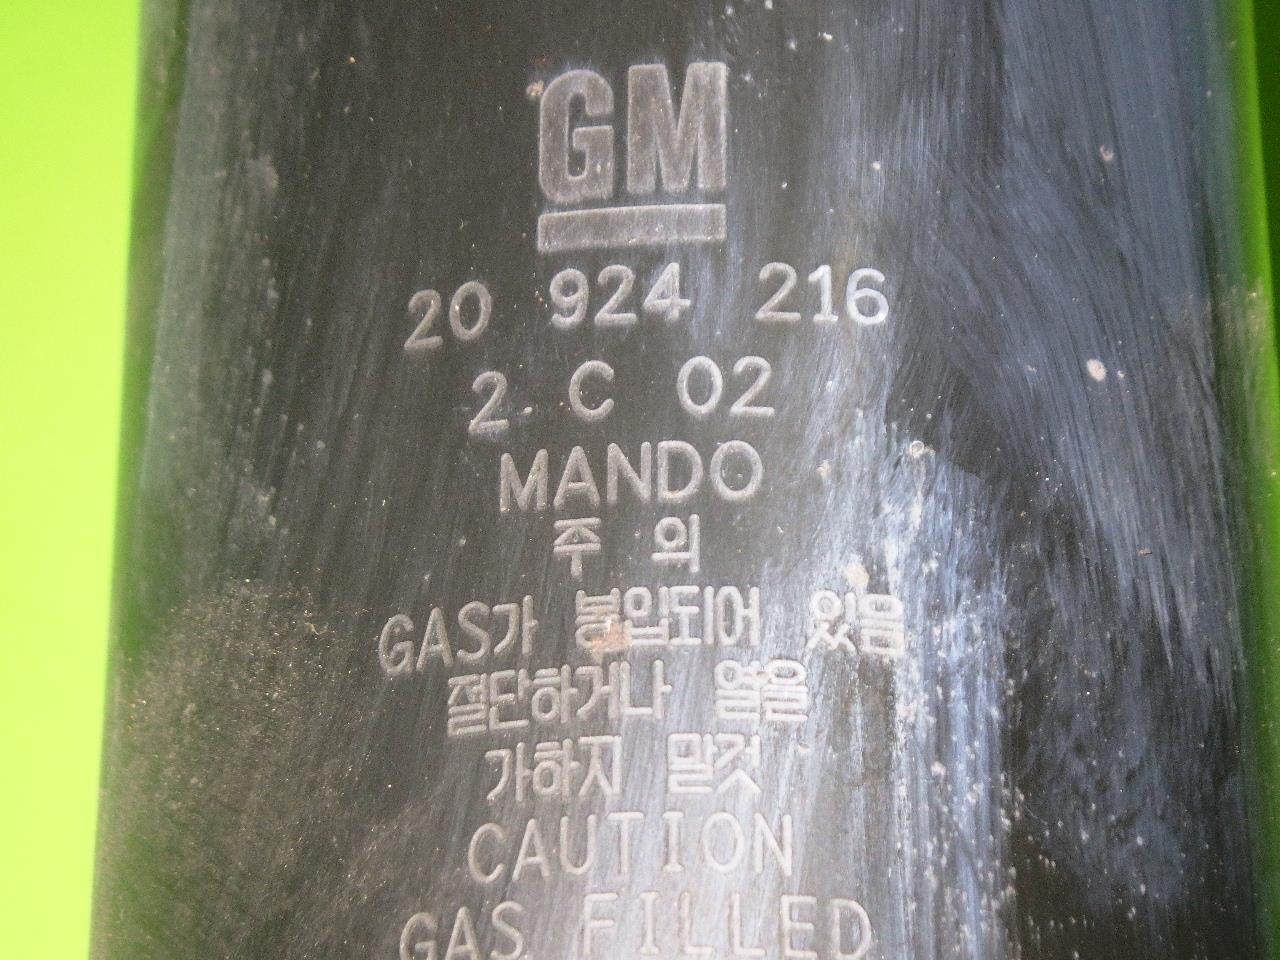 GM
20 924 216
2 C 02
MANDO
주 의
GAS가 봉입되어 있음
절단하거나 열을
가하지 말것
CAUTION
GAS FILLED